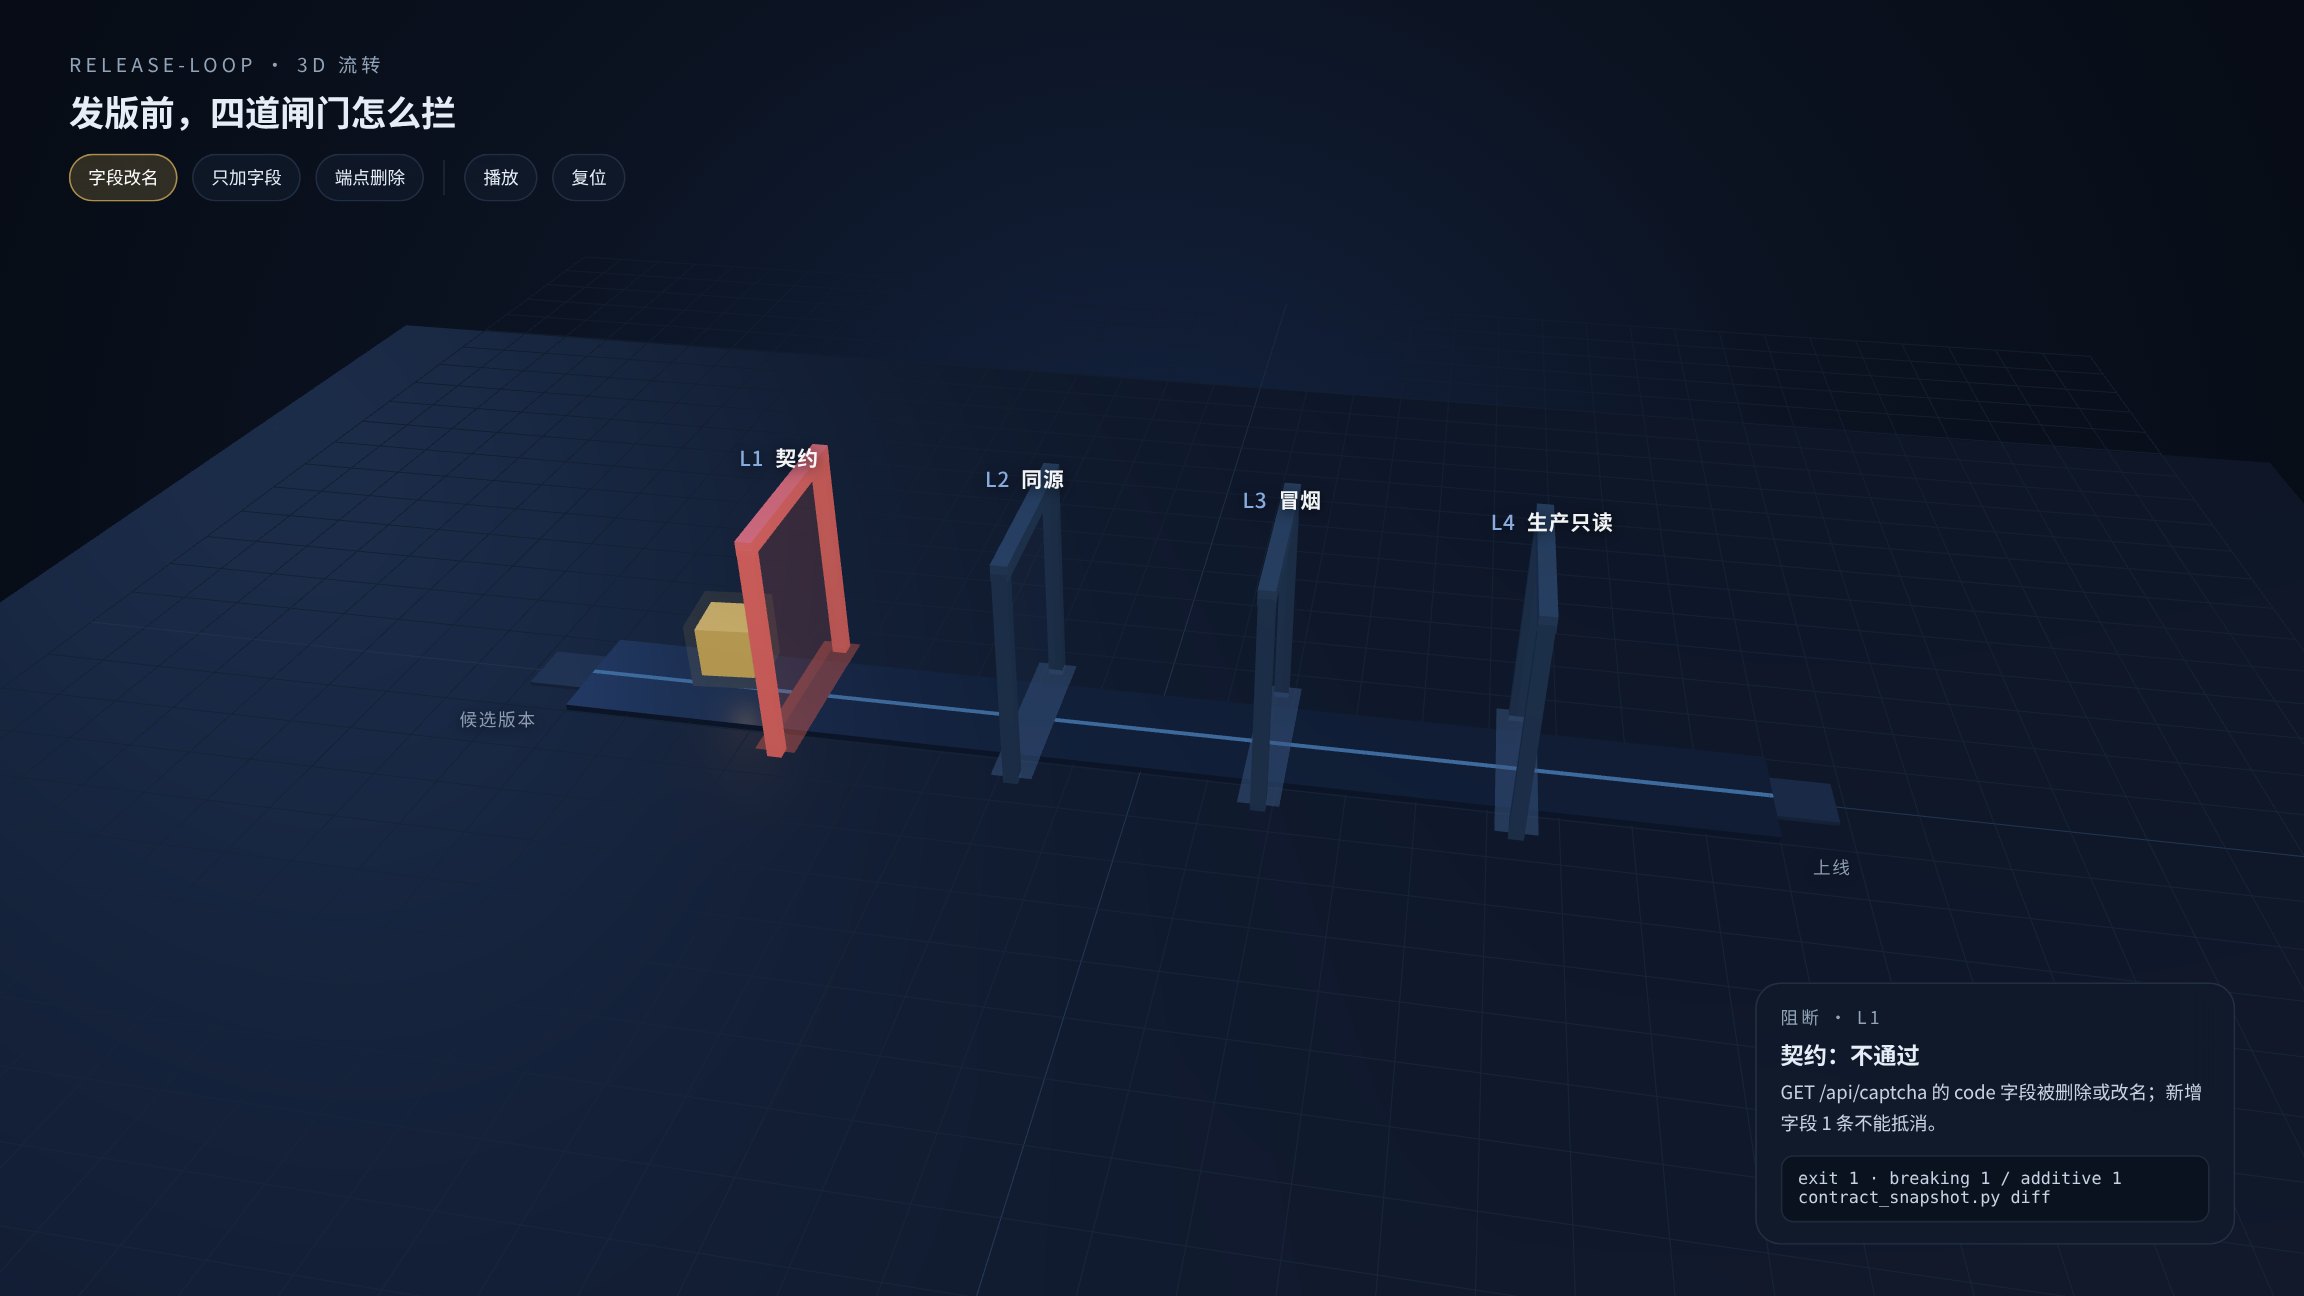 RELEASE-LOOP · 3D 流转
发版前，四道闸门怎么拦
字段改名 只加字段 端点删除 播放 复位
L1 契约
L2 同源
L3 冒烟
L4 生产只读
候选版本
上线
阻断 · L1
契约：不通过
GET /api/captcha 的 code 字段被删除或改名；新增
字段 1 条不能抵消。
exit 1 · breaking 1 / additive 1
contract_snapshot.py diff